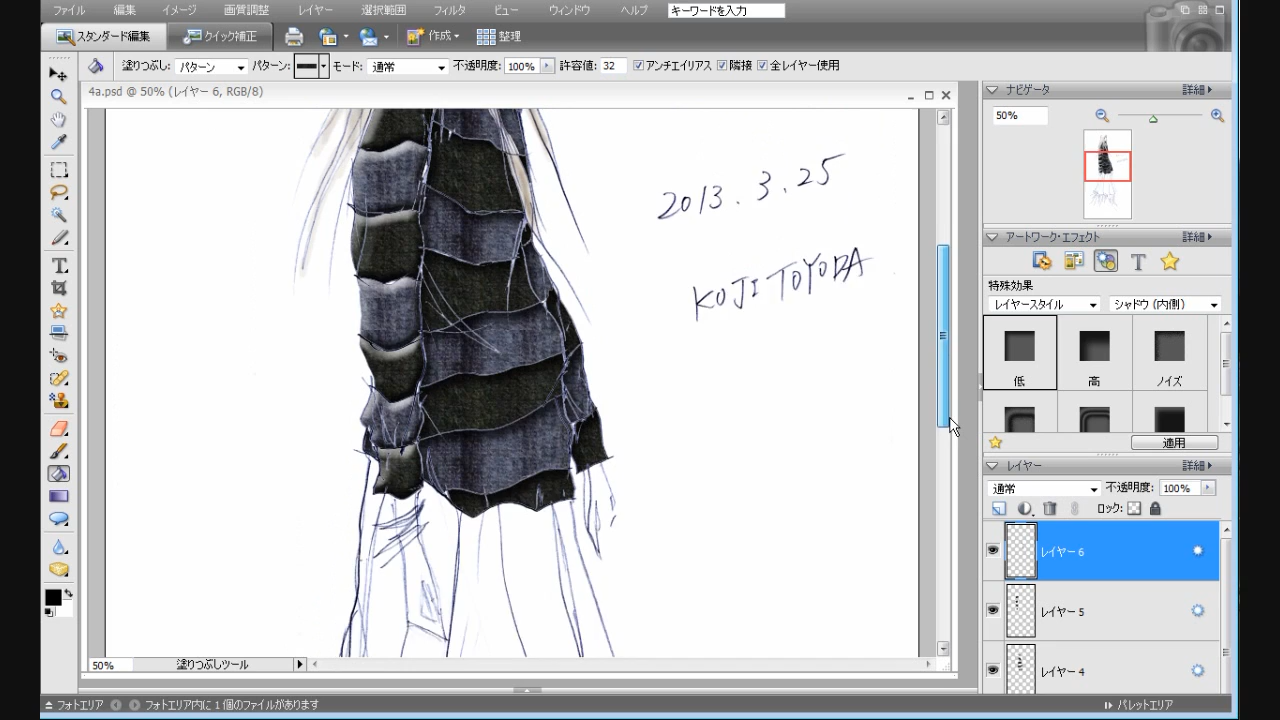 ファイル 編集 イメージ 画質調整 レイヤー 選択範囲 フィルタ ビュー ウィンドウ ヘルプ キーワードを入力
スタンダード編集 クイック補正 作成 整理
塗りつぶし: パターン パターン: モード: 通常 不透明度: 100% 許容値: 32 アンチエイリアス 隣接 全レイヤー使用
4a.psd @ 50% (レイヤー 6, RGB/8)
2013.3.25
KOJI TOYODA
50% 塗りつぶしツール
ナビゲータ 詳細
50%
アートワーク・エフェクト 詳細
特殊効果
レイヤースタイル シャドウ (内側)
低 高 ノイズ
適用
レイヤー 詳細
通常 不透明度: 100%
ロック:
レイヤー 6
レイヤー 5
レイヤー 4
フォトエリア フォトエリア内に 1 個のファイルがあります パレットエリア